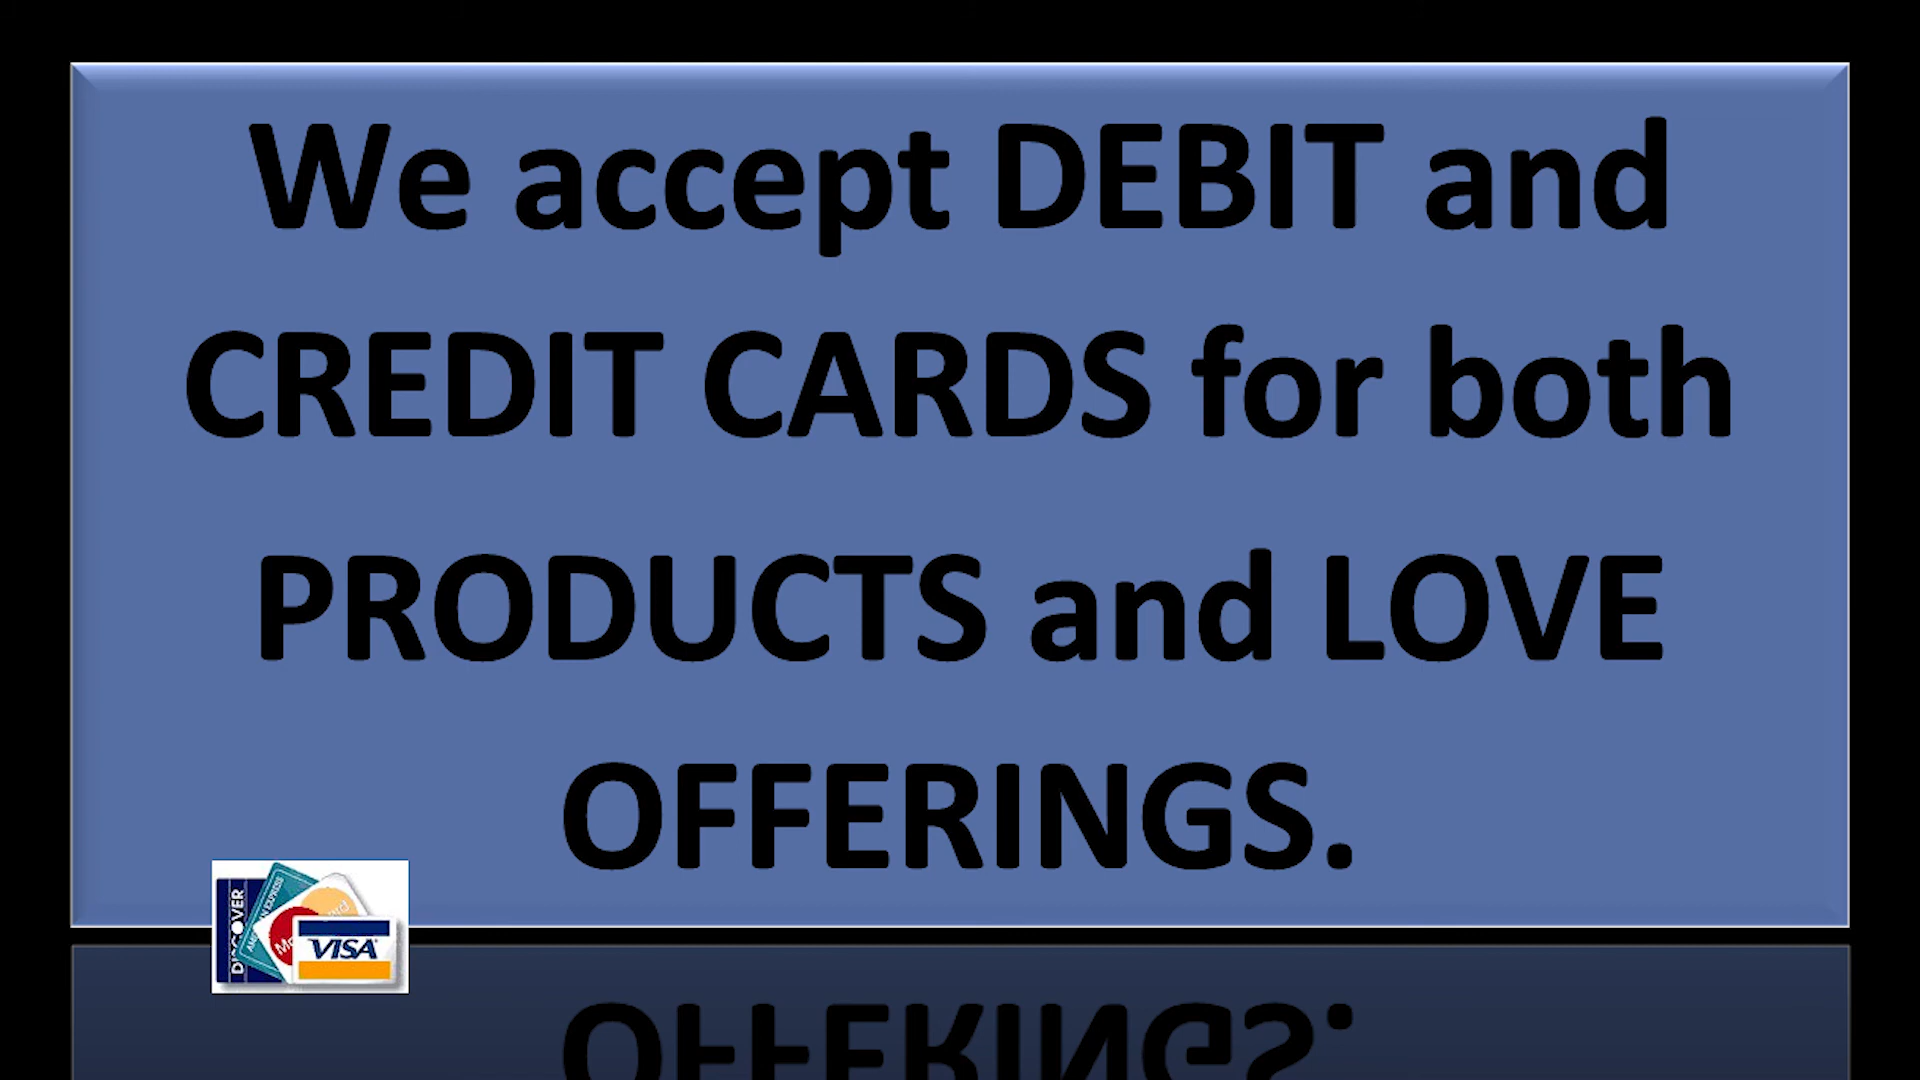 We accept DEBIT and
CREDIT CARDS for both
PRODUCTS and LOVE
OFFERINGS.
DISCOVER
VISA